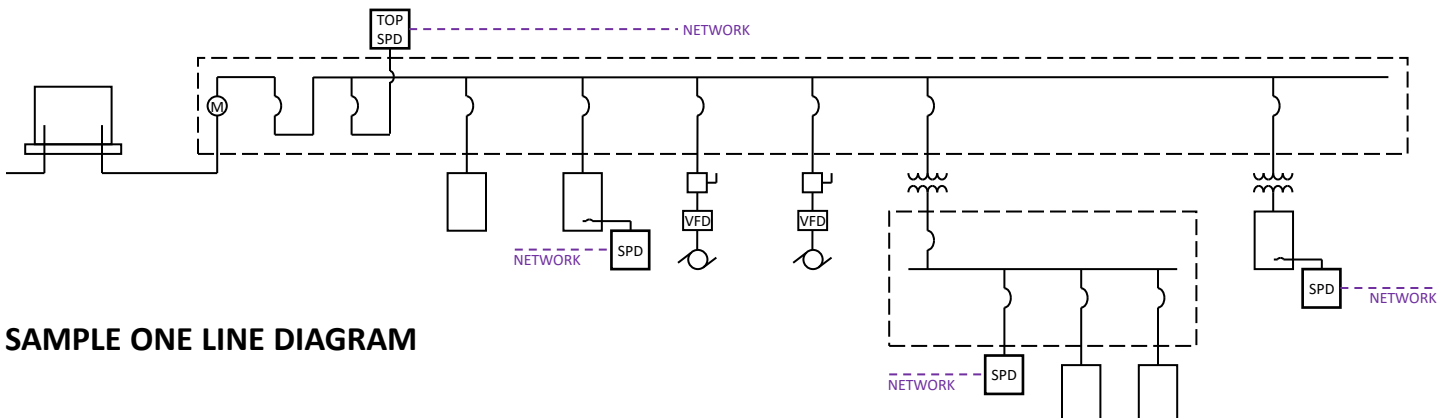 TOP
SPD
NETWORK
M
VFD
VFD
SPD
NETWORK
SPD
NETWORK
SAMPLE ONE LINE DIAGRAM
SPD
NETWORK